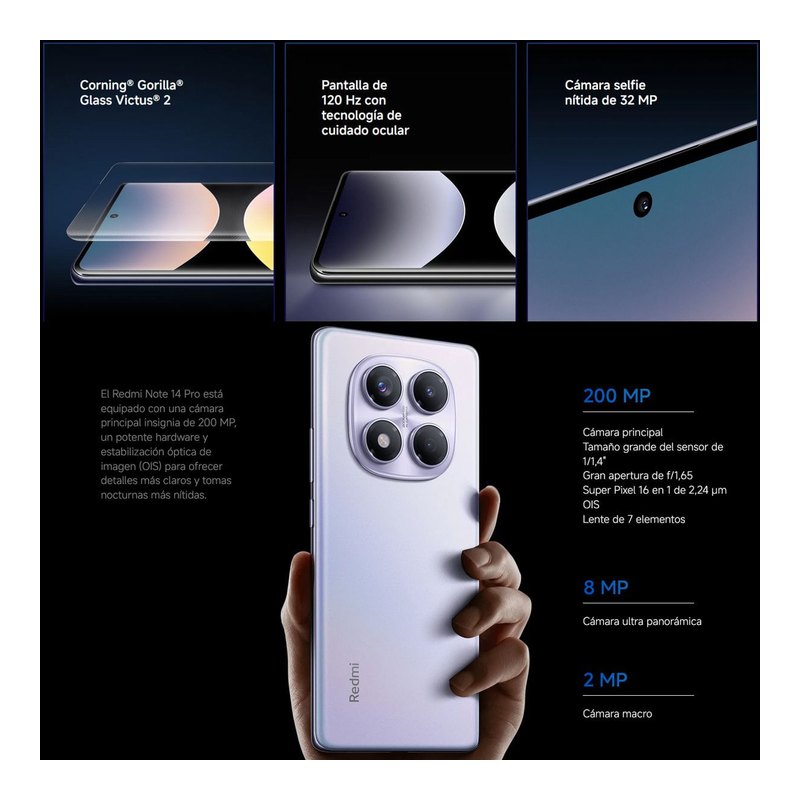 Corning® Gorilla®
Glass Victus® 2
Pantalla de
120 Hz con
tecnología de
cuidado ocular
Cámara selfie
nítida de 32 MP
El Redmi Note 14 Pro está
equipado con una cámara
principal insignia de 200 MP,
un potente hardware y
estabilización óptica de
imagen (OIS) para ofrecer
detalles más claros y tomas
nocturnas más nítidas.
Redmi
200 MP
Cámara principal
Tamaño grande del sensor de
1/1,4"
Gran apertura de f/1,65
Super Pixel 16 en 1 de 2,24 μm
OIS
Lente de 7 elementos
8 MP
Cámara ultra panorámica
2 MP
Cámara macro